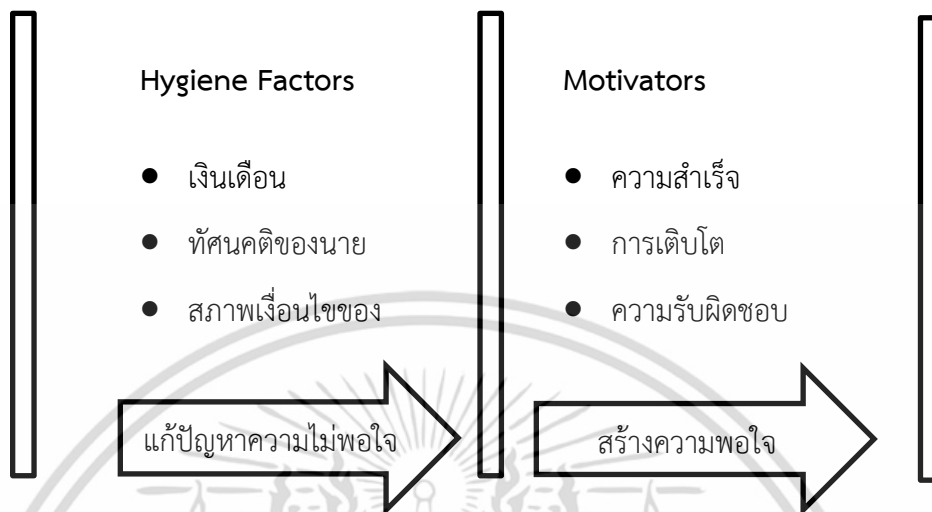 Hygiene Factors
● เงินเดือน
● ทัศนคติของนาย
● สภาพเงื่อนไขของ
แก้ปัญหาความไม่พอใจ
Motivators
● ความสำเร็จ
● การเติบโต
● ความรับผิดชอบ
สร้างความพอใจ